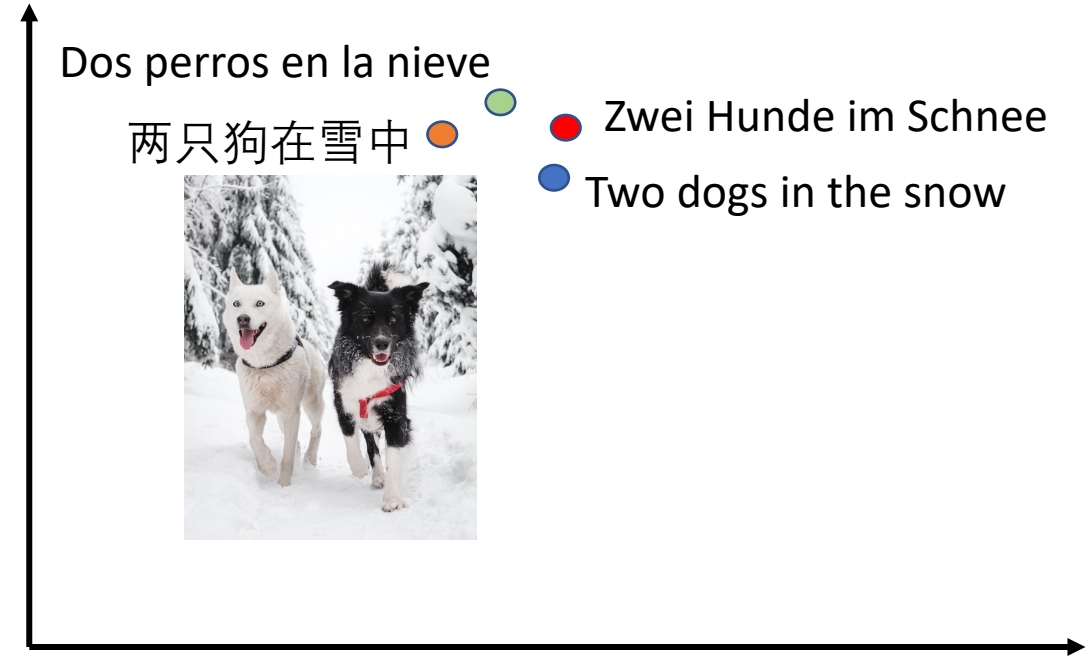 Dos perros en la nieve
两只狗在雪中
Zwei Hunde im Schnee
Two dogs in the snow